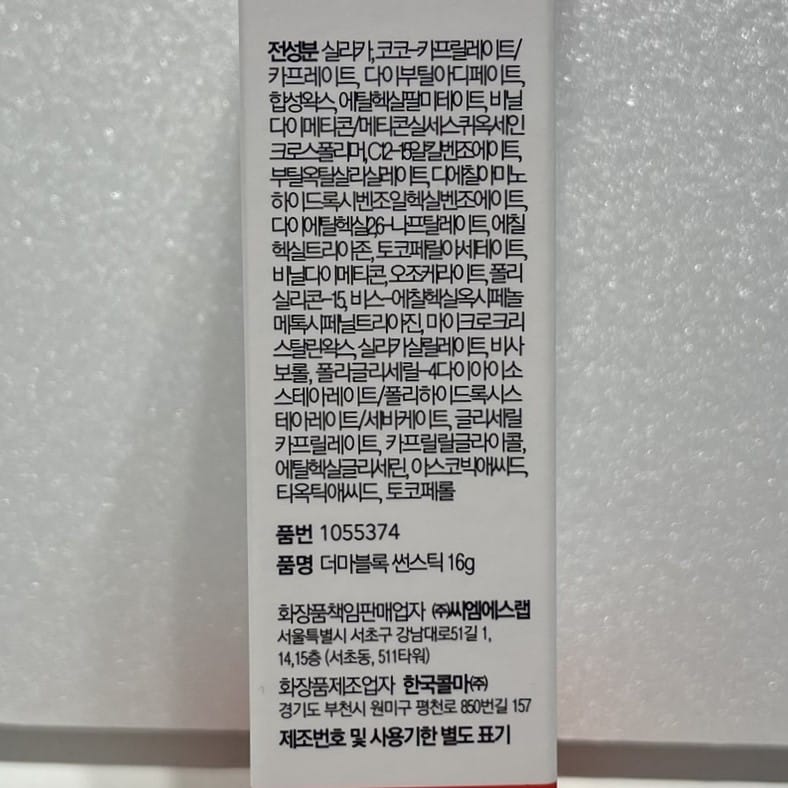 전성분 실리카, 코코-카프릴레이트/
카프레이트, 다이부틸아디페이트,
합성왁스, 에틸헥실팔미테이트, 비닐
다이메티콘/메티콘실세스퀴옥세인
크로스폴리머, C12-15알킬벤조에이트,
부틸옥틸살리실레이트, 디에칠아미노
하이드록시벤조일헥실벤조에이트,
다이에틸헥실2,6-나프탈레이트, 에칠
헥실트리아존, 토코페릴아세테이트,
비닐다이메티콘, 오조케라이트, 폴리
실리콘-15, 비스-에칠헥실옥시페놀
메톡시페닐트리아진, 마이크로크리
스탈린왁스, 실리카실릴레이트, 비사
보롤, 폴리글리세릴-4다이아이소
스테아레이트/폴리하이드록시스
테아레이트/세바케이트, 글리세릴
카프릴레이트, 카프릴릴글라이콜,
에틸헥실글리세린, 아스코빅애씨드,
티옥틱애씨드, 토코페롤
품번 1055374
품명 더마블록 썬스틱 16g
화장품책임판매업자 ㈜씨엠에스랩
서울특별시 서초구 강남대로51길 1,
14,15층 (서초동, 511타워)
화장품제조업자 한국콜마㈜
경기도 부천시 원미구 평천로 850번길 157
제조번호 및 사용기한 별도 표기